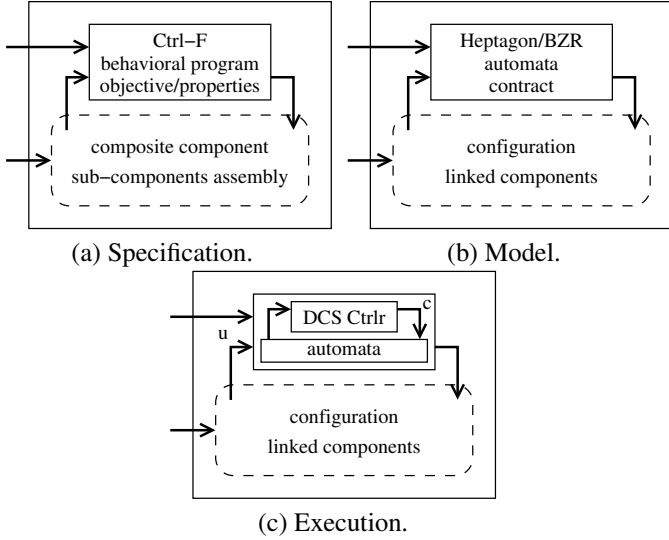 Ctrl−F
behavioral program
objective/properties
composite component
sub−components assembly
(a) Specification.
Heptagon/BZR
automata
contract
configuration
linked components
(b) Model.
DCS Ctrlr
c
u
automata
configuration
linked components
(c) Execution.